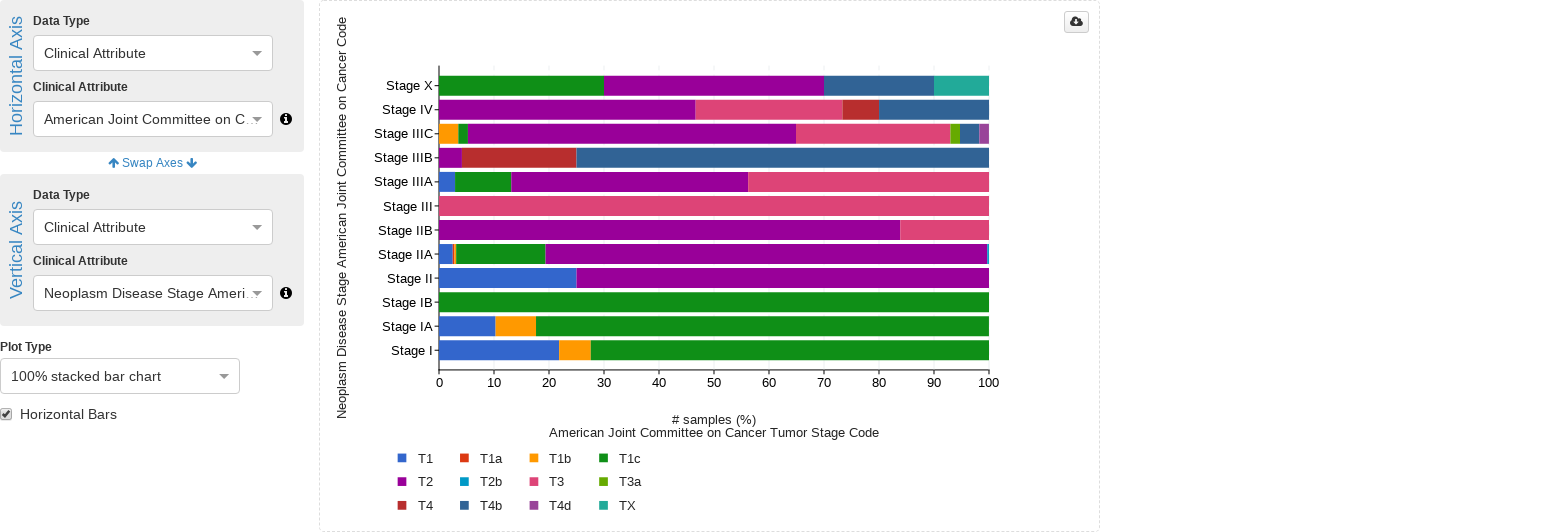 Horizontal Axis
Data Type
Clinical Attribute
Clinical Attribute
American Joint Committee on C...
Swap Axes
Vertical Axis
Data Type
Clinical Attribute
Clinical Attribute
Neoplasm Disease Stage Ameri...
Plot Type
100% stacked bar chart
Horizontal Bars
Neoplasm Disease Stage American Joint Committee on Cancer Code
Stage X
Stage IV
Stage IIIC
Stage IIIB
Stage IIIA
Stage III
Stage IIB
Stage IIA
Stage II
Stage IB
Stage IA
Stage I
0 10 20 30 40 50 60 70 80 90 100
# samples (%)
American Joint Committee on Cancer Tumor Stage Code
T1 T1a T1b T1c
T2 T2b T3 T3a
T4 T4b T4d TX